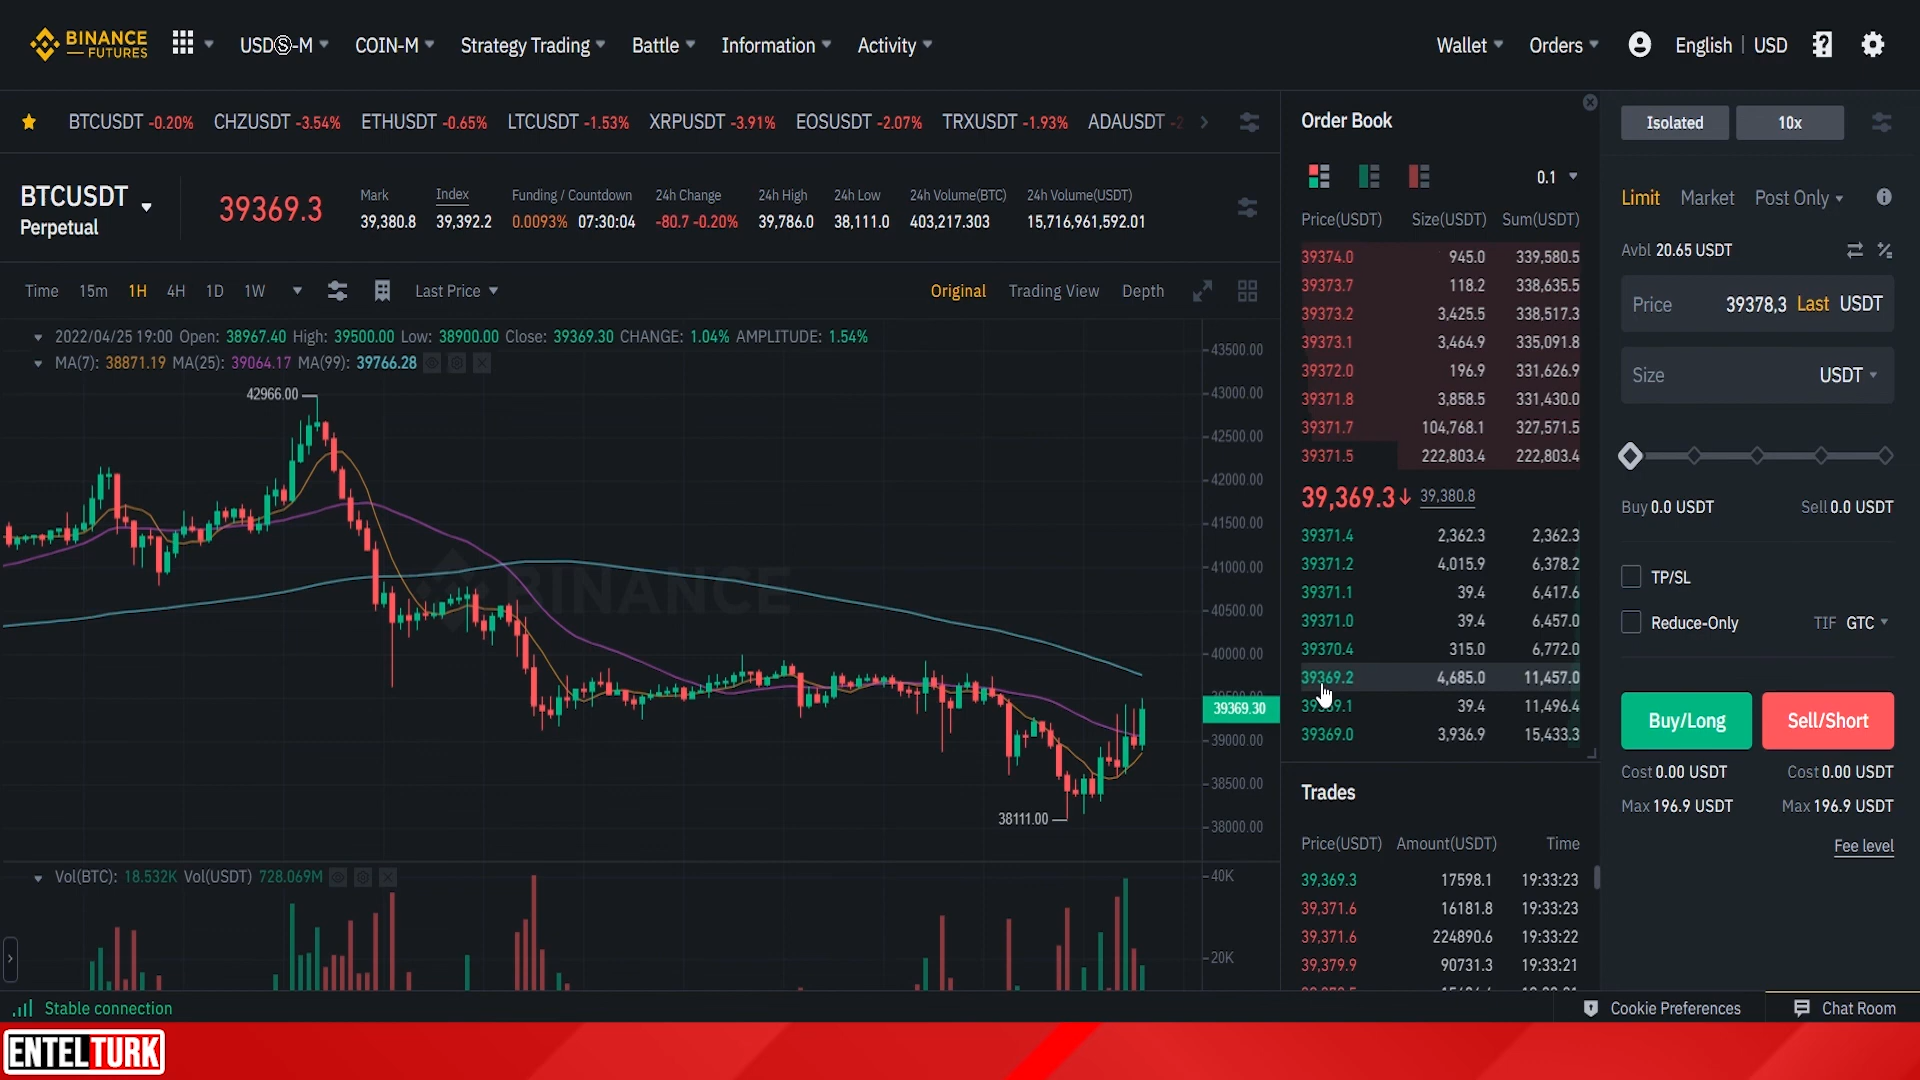 BINANCE
FUTURES
USDⓈ-M
COIN-M
Strategy Trading
Battle
Information
Activity
Wallet
Orders
English
USD
BTCUSDT -0.20%
CHZUSDT -3.54%
ETHUSDT -0.65%
LTCUSDT -1.53%
XRPUSDT -3.91%
EOSUSDT -2.07%
TRXUSDT -1.93%
ADAUSDT -2
BTCUSDT
Perpetual
39369.3
Mark
39,380.8
Index
39,392.2
Funding / Countdown
0.0093% 07:30:04
24h Change
-80.7 -0.20%
24h High
39,786.0
24h Low
38,111.0
24h Volume(BTC)
403,217.303
24h Volume(USDT)
15,716,961,592.01
Time 15m 1H 4H 1D 1W
Last Price
Original Trading View Depth
2022/04/25 19:00 Open: 38967.40 High: 39500.00 Low: 38900.00 Close: 39369.30 CHANGE: 1.04% AMPLITUDE: 1.54%
MA(7): 38871.19 MA(25): 39064.17 MA(99): 39766.28
42966.00
38111.00
BINANCE
43500.00
43000.00
42500.00
42000.00
41500.00
41000.00
40500.00
40000.00
39369.30
39000.00
38500.00
38000.00
Vol(BTC): 18.532K Vol(USDT) 728.069M
40K
20K
Order Book
0.1
Price(USDT) Size(USDT) Sum(USDT)
39374.0 945.0 339,580.5
39373.7 118.2 338,635.5
39373.2 3,425.5 338,517.3
39373.1 3,464.9 335,091.8
39372.0 196.9 331,626.9
39371.8 3,858.5 331,430.0
39371.7 104,768.1 327,571.5
39371.5 222,803.4 222,803.4
39,369.3↓ 39,380.8
39371.4 2,362.3 2,362.3
39371.2 4,015.9 6,378.2
39371.1 39.4 6,417.6
39371.0 39.4 6,457.0
39370.4 315.0 6,772.0
39369.2 4,685.0 11,457.0
39.4 11,496.4
39369.0 3,936.9 15,433.3
Trades
Price(USDT) Amount(USDT) Time
39,369.3 17598.1 19:33:23
39,371.6 16181.8 19:33:23
39,371.6 224890.6 19:33:22
39,379.9 90731.3 19:33:21
Isolated
10x
Limit Market Post Only
Avbl 20.65 USDT
Price 39378,3 Last USDT
Size USDT
Buy 0.0 USDT Sell 0.0 USDT
TP/SL
Reduce-Only TIF GTC
Buy/Long
Sell/Short
Cost 0.00 USDT Cost 0.00 USDT
Max 196.9 USDT Max 196.9 USDT
Fee level
Stable connection
Cookie Preferences
Chat Room
ENTELTURK